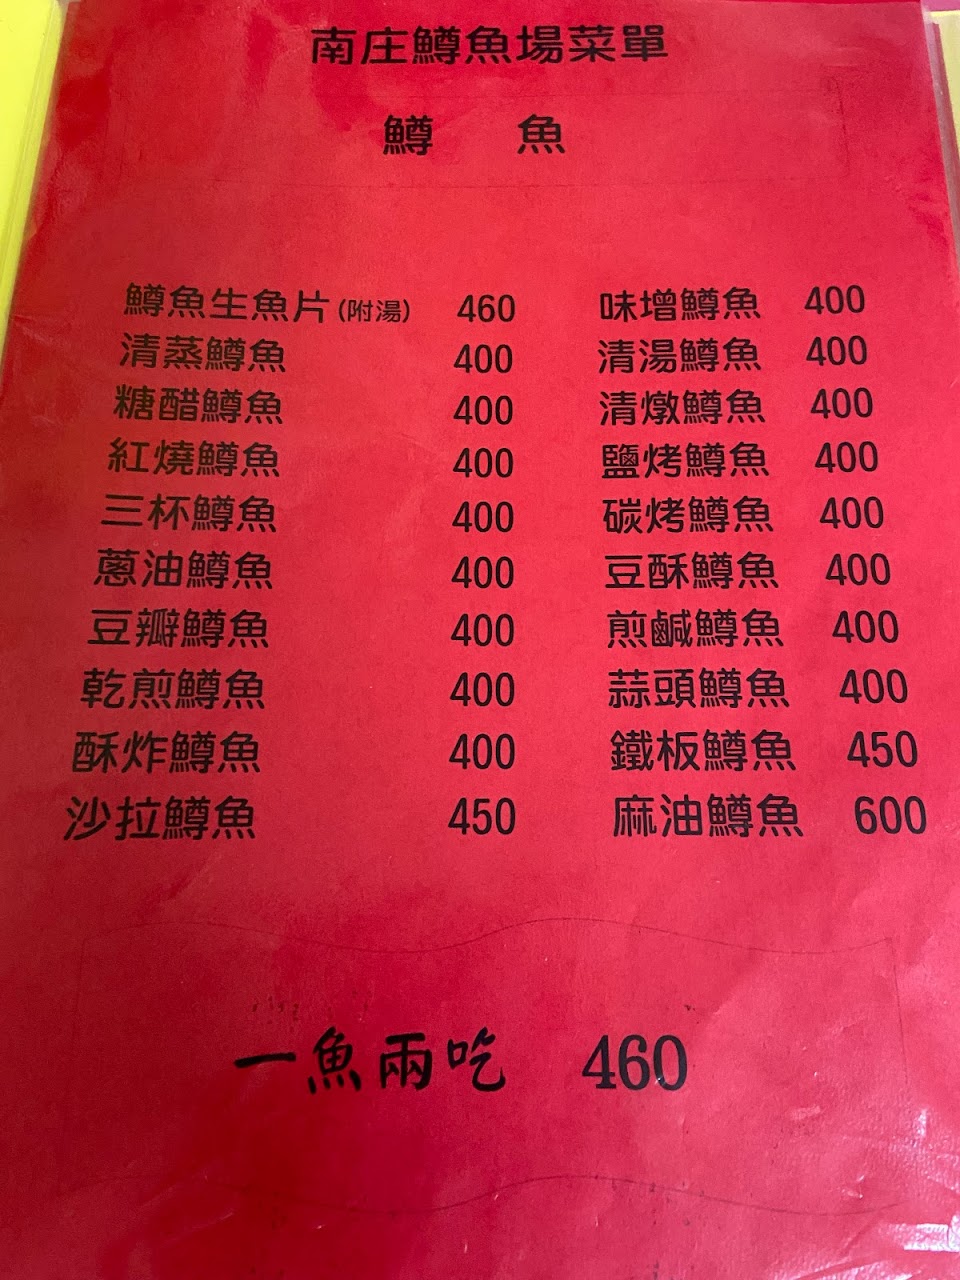 南庄鱒魚場菜單
鱒 魚
鱒魚生魚片(附湯) 460 味增鱒魚 400
清蒸鱒魚 400 清湯鱒魚 400
糖醋鱒魚 400 清燉鱒魚 400
紅燒鱒魚 400 鹽烤鱒魚 400
三杯鱒魚 400 碳烤鱒魚 400
蔥油鱒魚 400 豆酥鱒魚 400
豆瓣鱒魚 400 煎鹹鱒魚 400
乾煎鱒魚 400 蒜頭鱒魚 400
酥炸鱒魚 400 鐵板鱒魚 450
沙拉鱒魚 450 麻油鱒魚 600
一魚兩吃 460